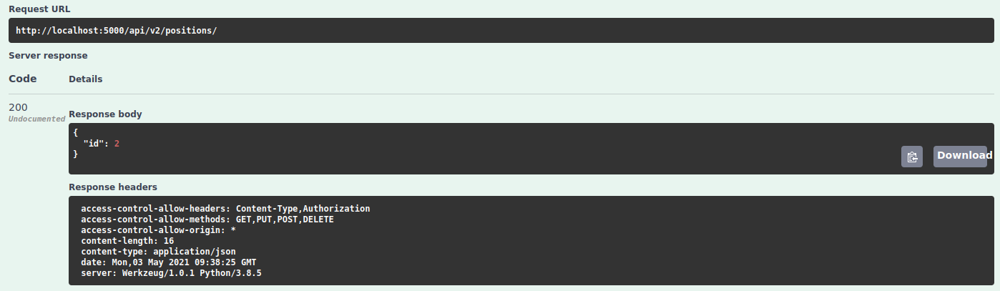 Request URL
http://localhost:5000/api/v2/positions/
Server response
Code Details
200
Undocumented
Response body
{
"id": 2
}
Download
Response headers
access-control-allow-headers: Content-Type,Authorization
access-control-allow-methods: GET,PUT,POST,DELETE
access-control-allow-origin: *
content-length: 16
content-type: application/json
date: Mon,03 May 2021 09:38:25 GMT
server: Werkzeug/1.0.1 Python/3.8.5